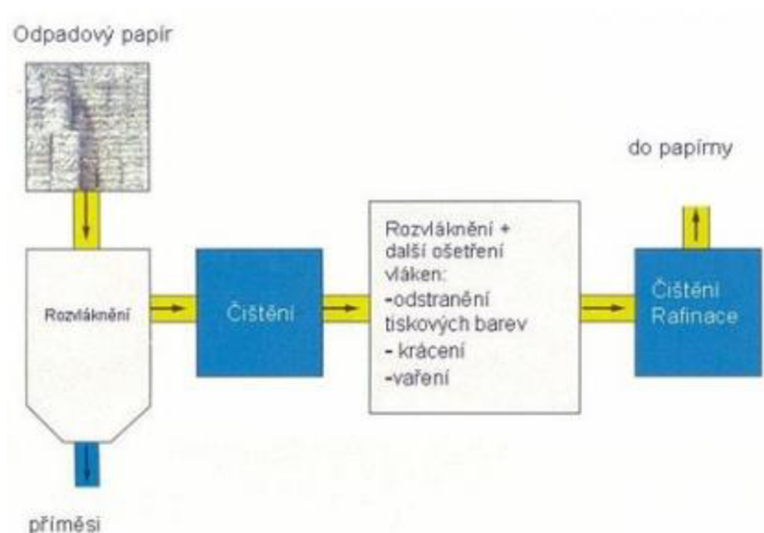 Odpadový papír
do papírny
Rozvláknění
Čištění
Rozvláknění +
další ošetření
vláken:
-odstranění
tiskových barev
- krácení
-vaření
Čištění
Rafinace
příměsi